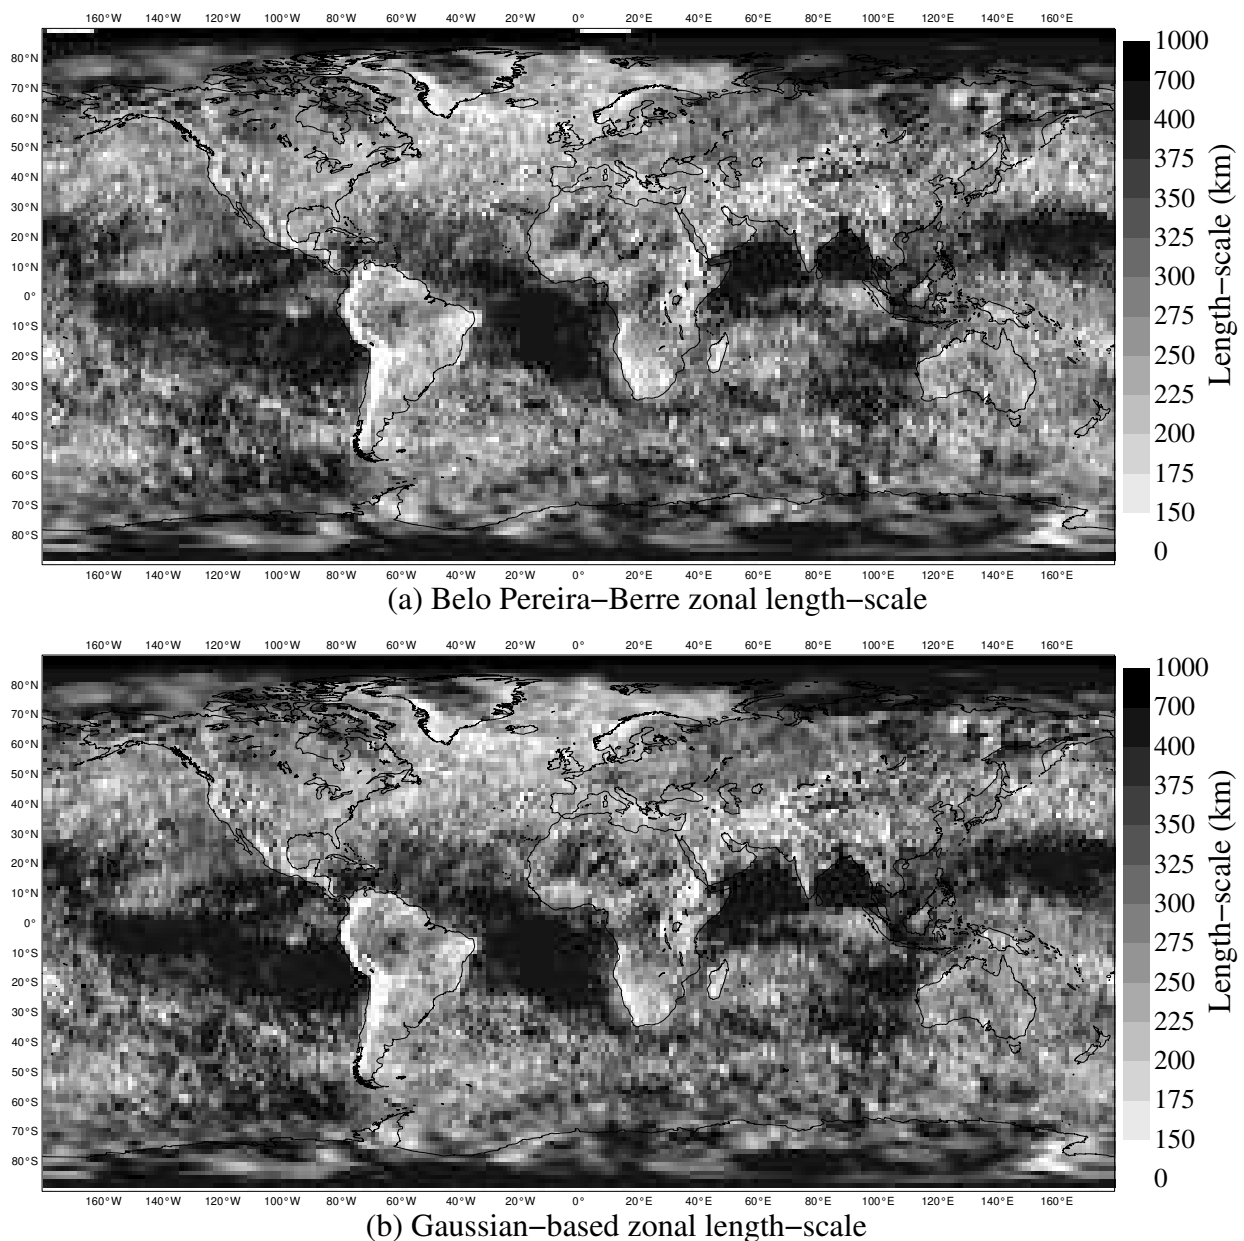 160°W 140°W 120°W 100°W 80°W 60°W 40°W 20°W 0° 20°E 40°E 60°E 80°E 100°E 120°E 140°E 160°E
80°N
70°N
60°N
50°N
40°N
30°N
20°N
10°N
0°
10°S
20°S
30°S
40°S
50°S
60°S
70°S
80°S
1000
700
400
375
350
325
300
275
250
225
200
175
150
0
Length−scale (km)
160°W 140°W 120°W 100°W 80°W 60°W 40°W 20°W 0° 20°E 40°E 60°E 80°E 100°E 120°E 140°E 160°E
(a) Belo Pereira−Berre zonal length−scale
160°W 140°W 120°W 100°W 80°W 60°W 40°W 20°W 0° 20°E 40°E 60°E 80°E 100°E 120°E 140°E 160°E
80°N
70°N
60°N
50°N
40°N
30°N
20°N
10°N
0°
10°S
20°S
30°S
40°S
50°S
60°S
70°S
80°S
1000
700
400
375
350
325
300
275
250
225
200
175
150
0
Length−scale (km)
160°W 140°W 120°W 100°W 80°W 60°W 40°W 20°W 0° 20°E 40°E 60°E 80°E 100°E 120°E 140°E 160°E
(b) Gaussian−based zonal length−scale